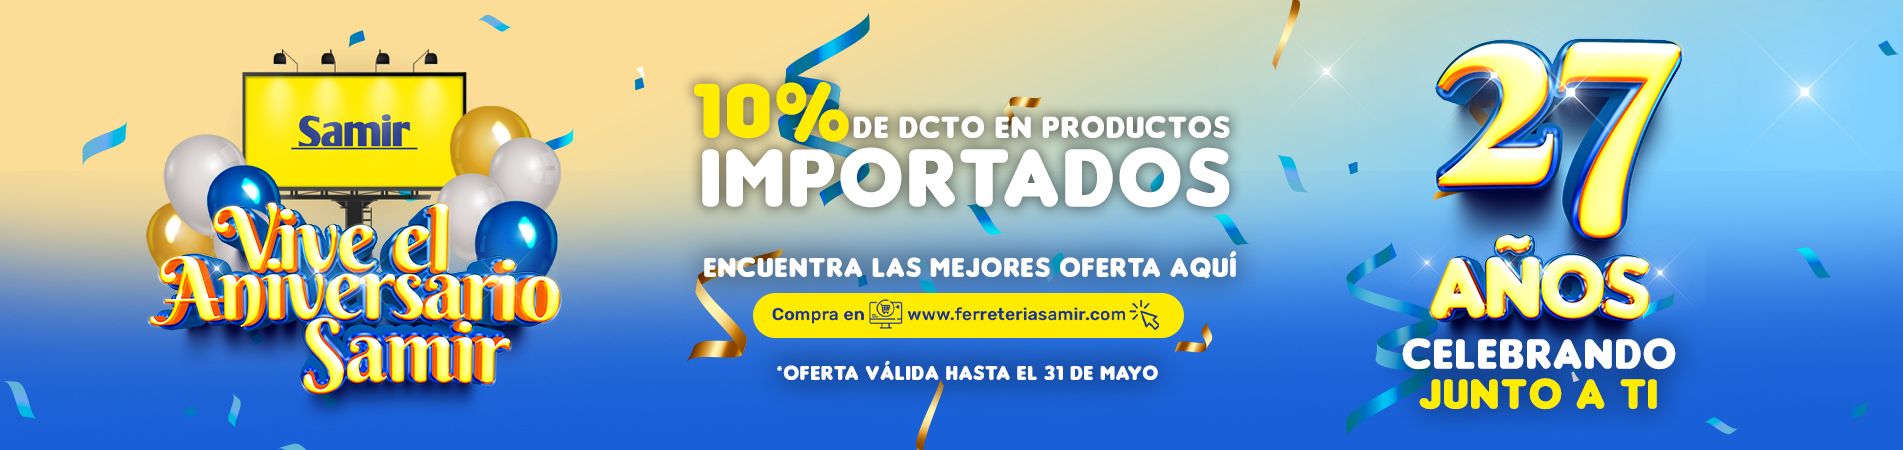 Samir
Vive el
Aniversario
Samir
10% DE DCTO EN PRODUCTOS
IMPORTADOS
ENCUENTRA LAS MEJORES OFERTA AQUÍ
Compra en www.ferreteriasamir.com
*OFERTA VÁLIDA HASTA EL 31 DE MAYO
27
AÑOS
CELEBRANDO
JUNTO A TI